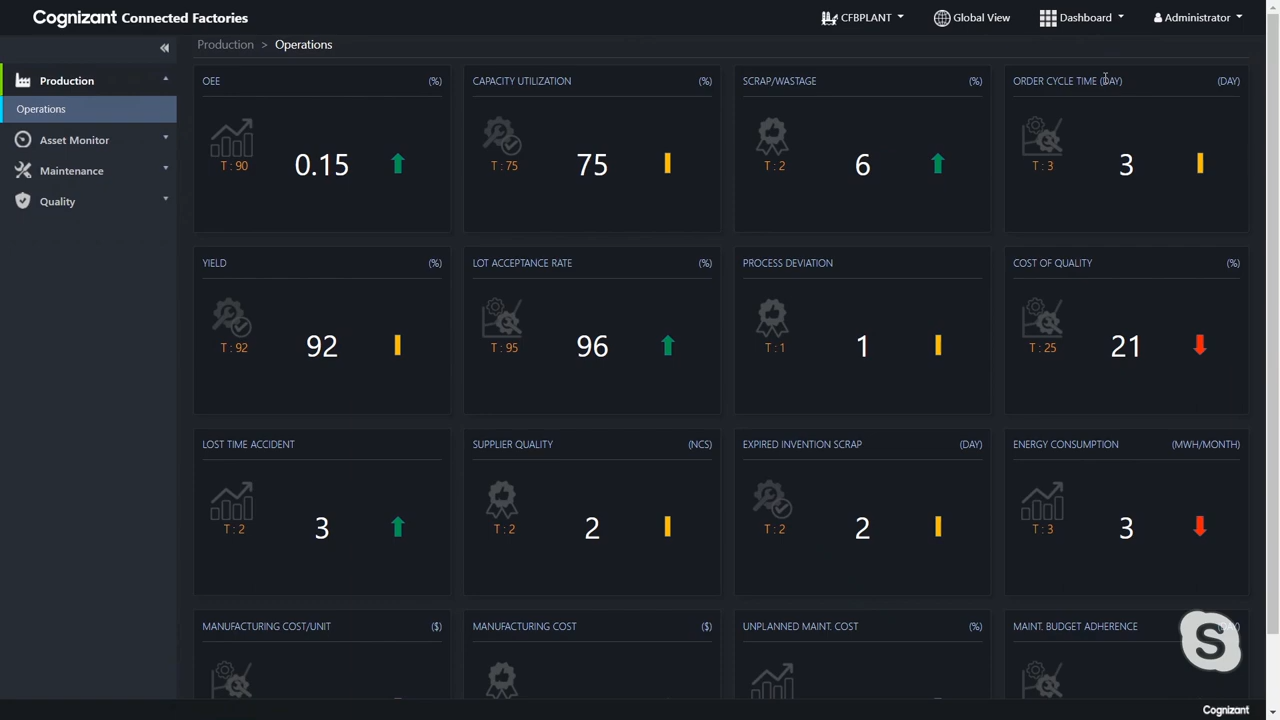 Cognizant Connected Factories
CFBPLANT
Global View
Dashboard
Administrator
Production
Operations
Asset Monitor
Maintenance
Quality
Production > Operations
OEE (%)
T : 90
0.15
CAPACITY UTILIZATION (%)
T : 75
75
SCRAP/WASTAGE (%)
T : 2
6
ORDER CYCLE TIME (DAY) (DAY)
T : 3
3
YIELD (%)
T : 92
92
LOT ACCEPTANCE RATE (%)
T : 95
96
PROCESS DEVIATION
T : 1
1
COST OF QUALITY (%)
T : 25
21
LOST TIME ACCIDENT
T : 2
3
SUPPLIER QUALITY (NCS)
T : 2
2
EXPIRED INVENTION SCRAP (DAY)
T : 2
2
ENERGY CONSUMPTION (MWH/MONTH)
T : 3
3
MANUFACTURING COST/UNIT ($)
MANUFACTURING COST ($)
UNPLANNED MAINT. COST (%)
MAINT. BUDGET ADHERENCE
S
Cognizant